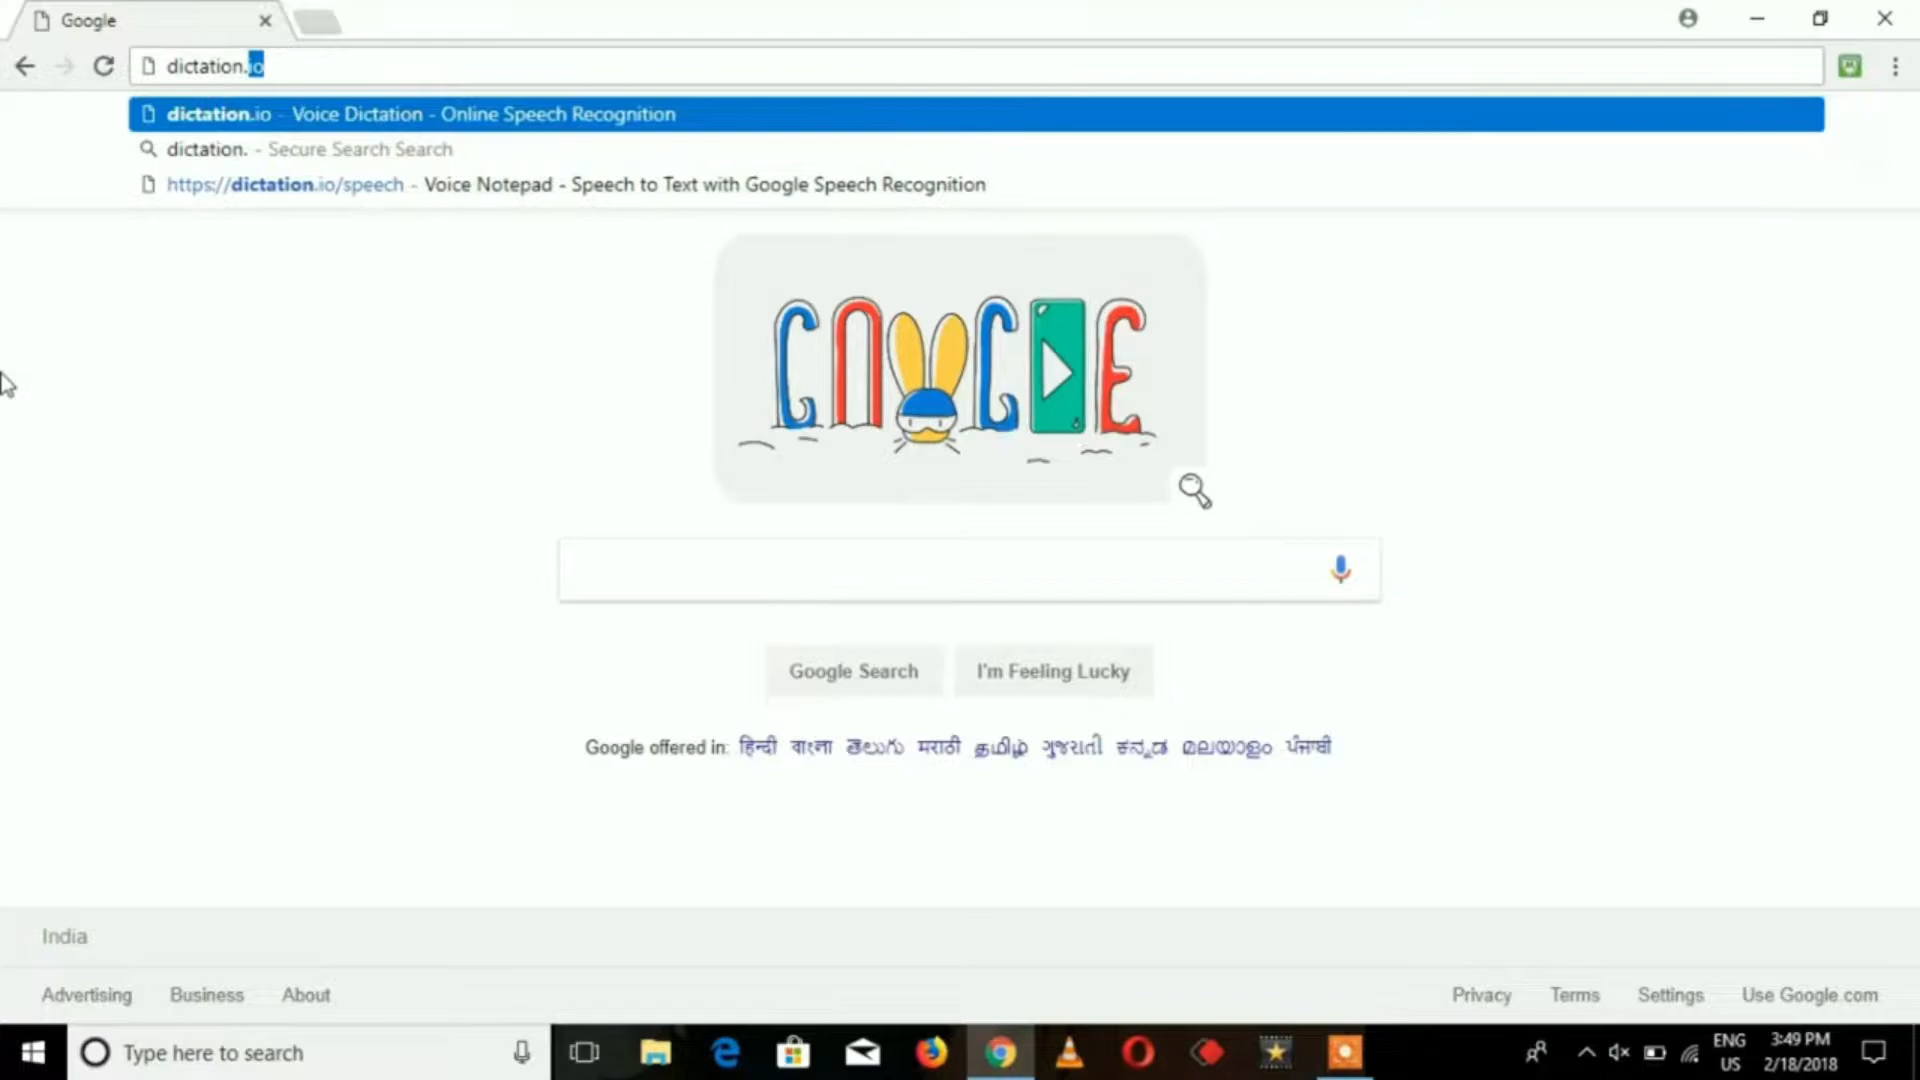 Google
dictation.io
dictation.io - Voice Dictation - Online Speech Recognition
dictation. - Secure Search Search
https://dictation.io/speech - Voice Notepad - Speech to Text with Google Speech Recognition
Google Search I'm Feeling Lucky
Google offered in: हिन्दी বাংলা తెలుగు मराठी தமிழ் ગુજરાતી ಕನ್ನಡ മലയാളം ਪੰਜਾਬੀ
India
Advertising Business About Privacy Terms Settings Use Google.com
Type here to search
ENG 3:49 PM
US 2/18/2018